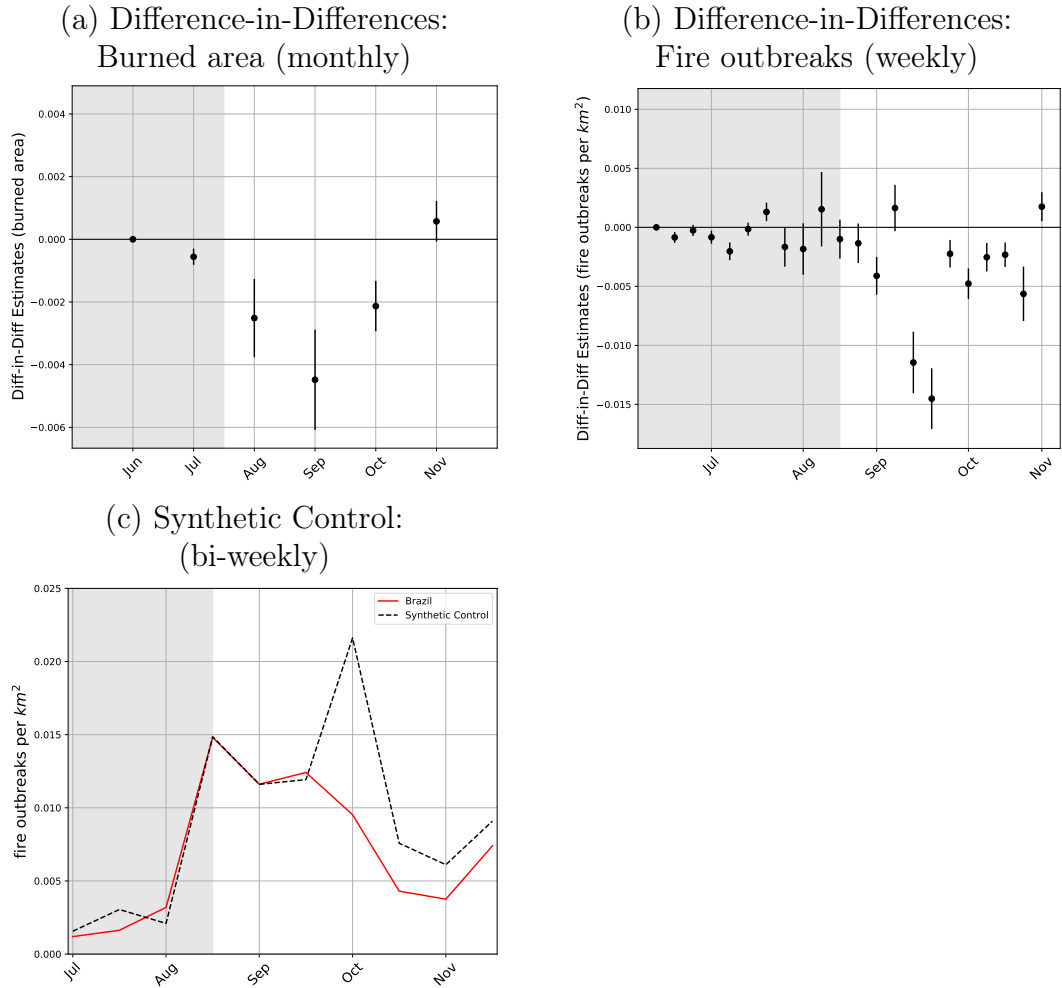 (a) Difference-in-Differences:
Burned area (monthly)
Diff-in-Diff Estimates (burned area)
0.004
0.002
0.000
−0.002
−0.004
−0.006
Jun
Jul
Aug
Sep
Oct
Nov
(b) Difference-in-Differences:
Fire outbreaks (weekly)
Diff-in-Diff Estimates (fire outbreaks per km²)
0.010
0.005
0.000
−0.005
−0.010
−0.015
Jul
Aug
Sep
Oct
Nov
(c) Synthetic Control:
(bi-weekly)
fire outbreaks per km²
0.025
0.020
0.015
0.010
0.005
0.000
Brazil
Synthetic Control
Jul
Aug
Sep
Oct
Nov